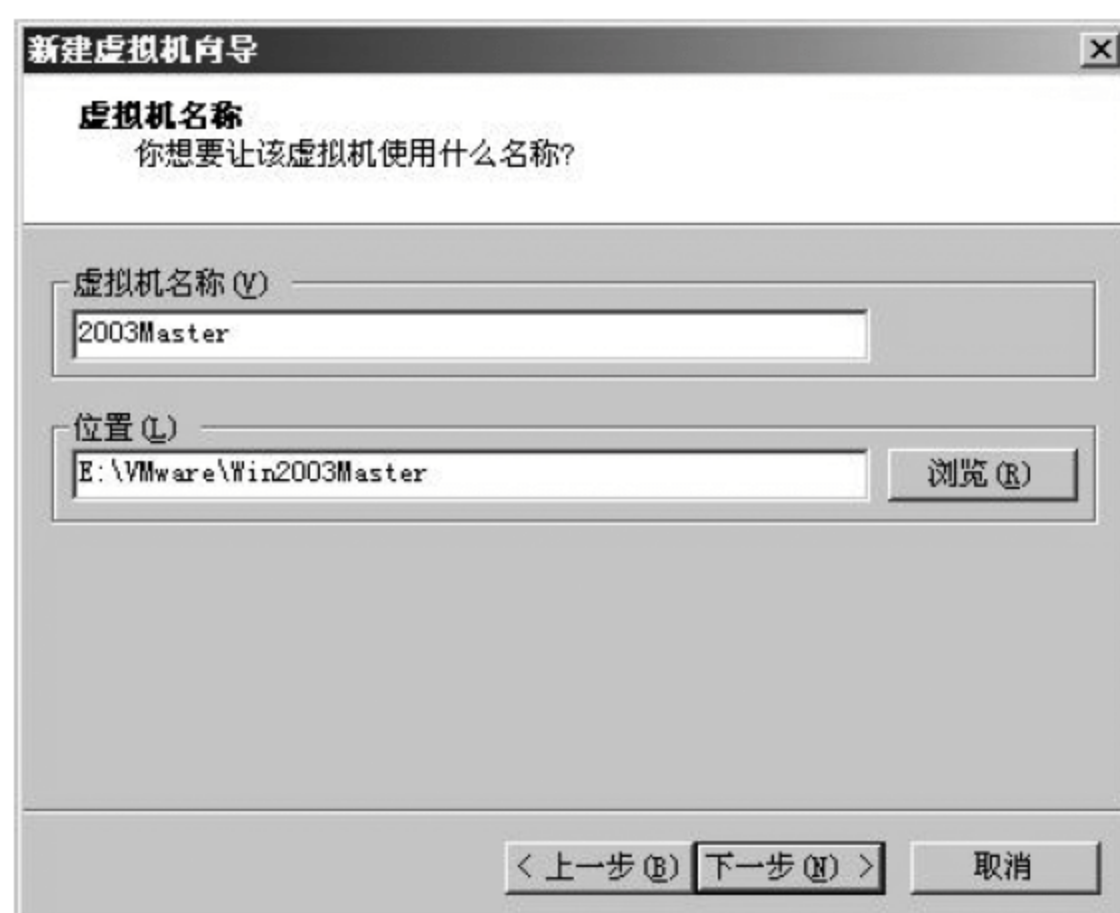 新建虚拟机向导
虚拟机名称
你想要让该虚拟机使用什么名称?
虚拟机名称(V)
2003Master
位置(L)
E:\VMware\Win2003Master
浏览(R)
< 上一步(B)
下一步(N) >
取消